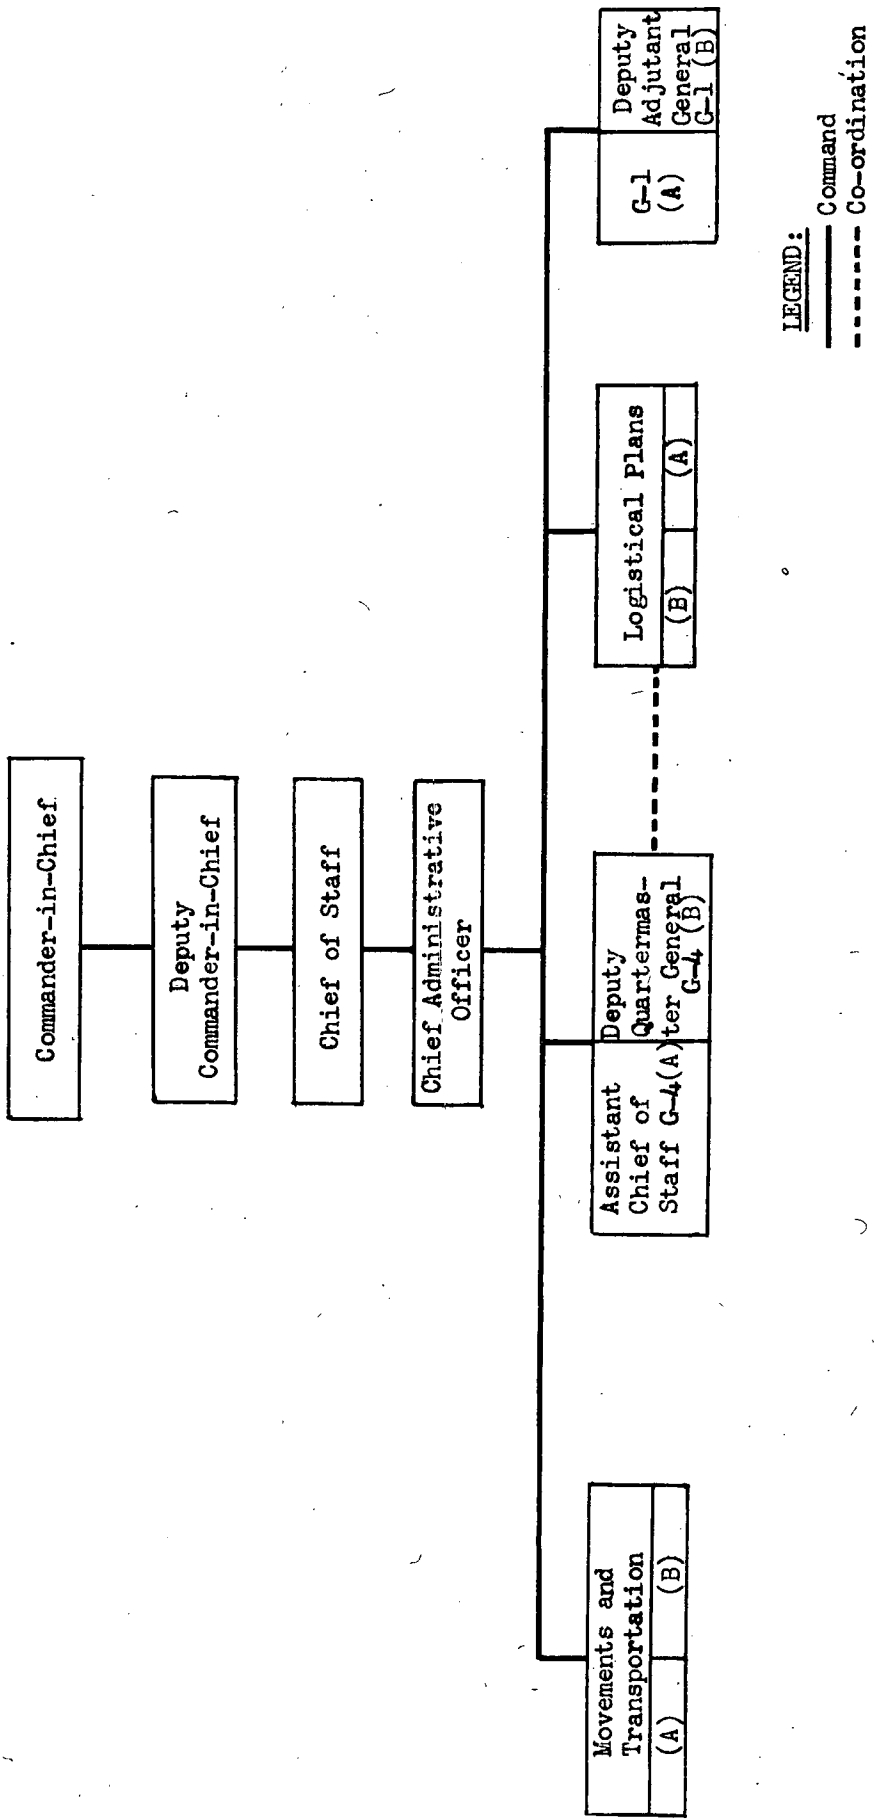 Commander-in-Chief
Deputy
Commander-in-Chief
Chief of Staff
Chief Administrative
Officer
Movements and
Transportation
(A)
(B)
Assistant
Chief of
Staff G-4(A)
Deputy
Quartermas-
ter General
G-4 (B)
Logistical Plans
(B)
(A)
G-1
(A)
Deputy
Adjutant
General
G-1 (B)
LEGEND:
Command
Co-ordination